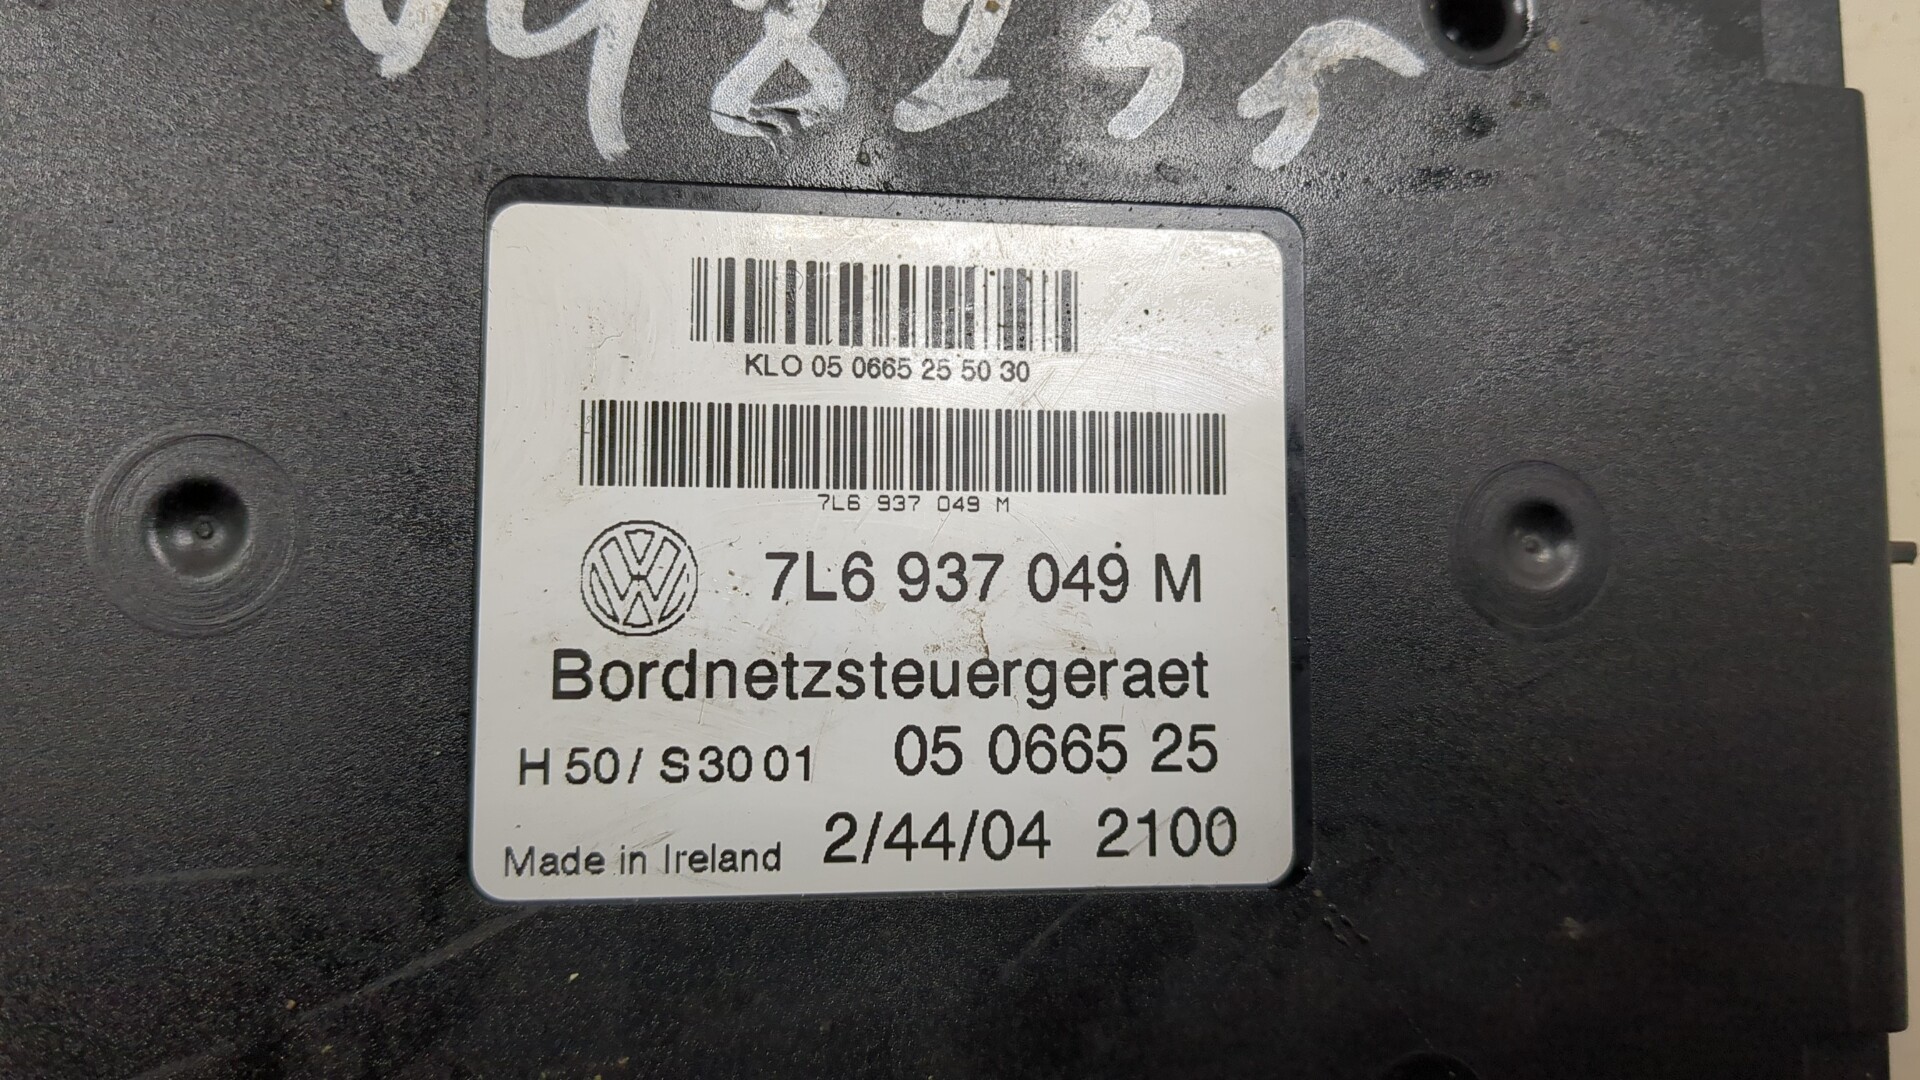 KLO 05 0665 25 50 30
7L6 937 049 M
7L6 937 049 M
Bordnetzsteuergeraet
H 50 / S 30 01 05 0665 25
Made in Ireland 2/44/04 2100